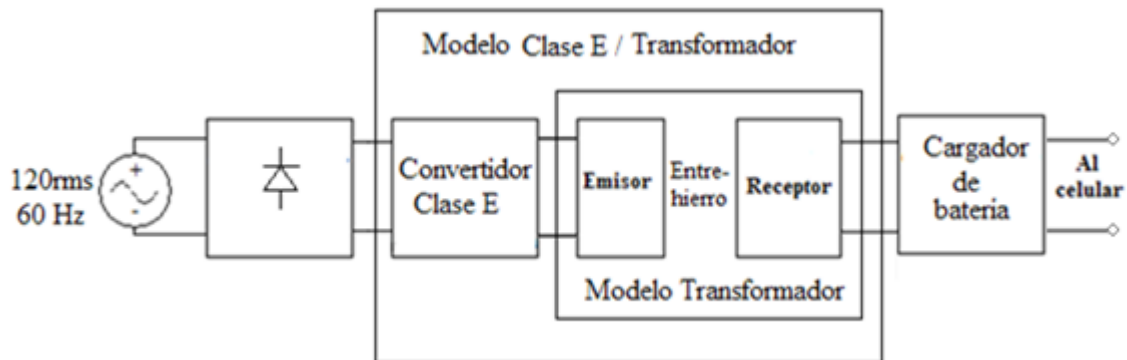 Modelo Clase E / Transformador
120rms
60 Hz
+
-
Convertidor
Clase E
Emisor
Entre-
hierro
Receptor
Modelo Transformador
Cargador
de
bateria
Al
celular